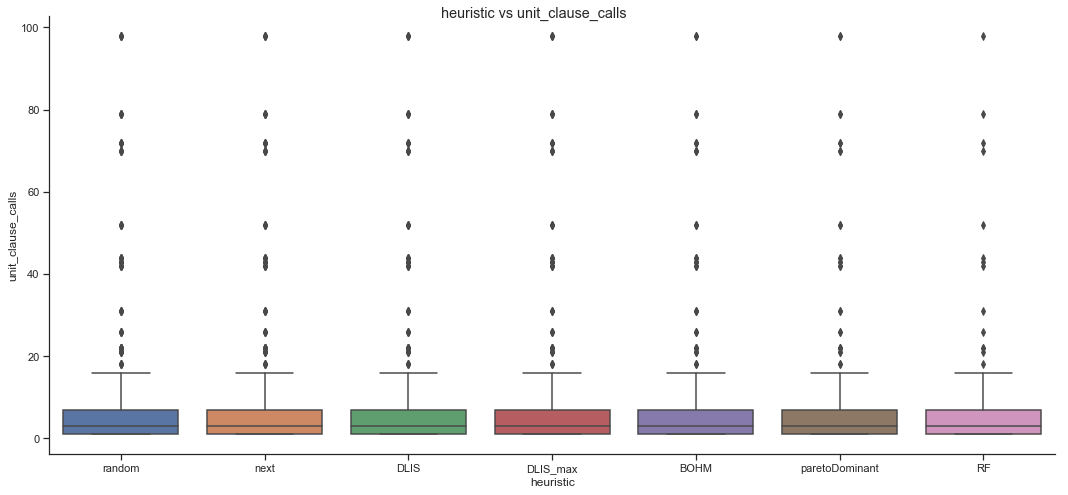 heuristic vs unit_clause_calls
100
80
60
40
20
0
unit_clause_calls
random
next
DLIS
DLIS_max
BOHM
paretoDominant
RF
heuristic